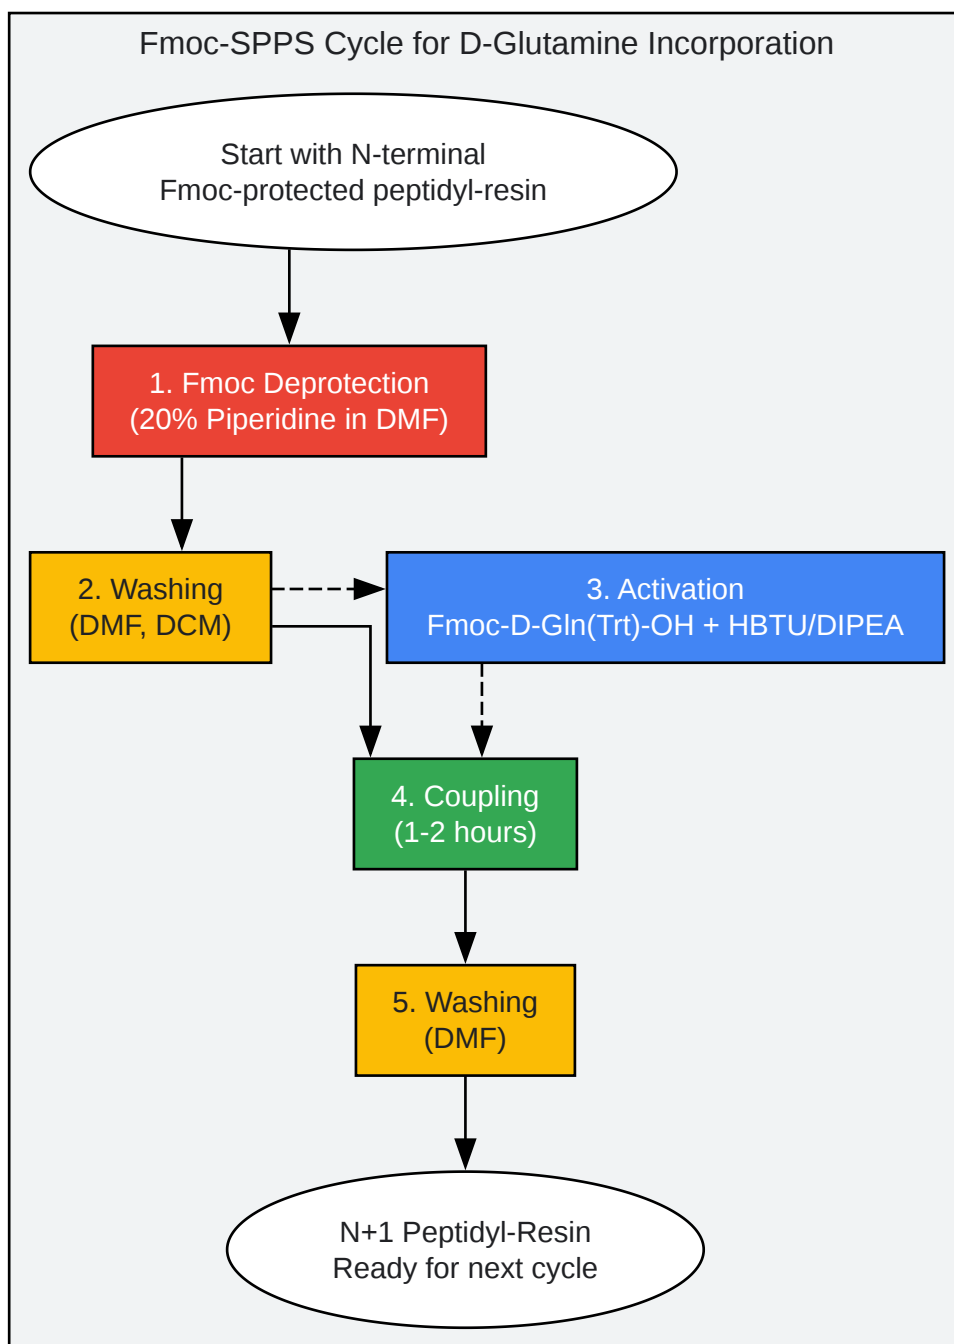 Fmoc-SPPS Cycle for D-Glutamine Incorporation
Start with N-terminal
Fmoc-protected peptidyl-resin
1. Fmoc Deprotection
(20% Piperidine in DMF)
2. Washing
(DMF, DCM)
3. Activation
Fmoc-D-Gln(Trt)-OH + HBTU/DIPEA
4. Coupling
(1-2 hours)
5. Washing
(DMF)
N+1 Peptidyl-Resin
Ready for next cycle